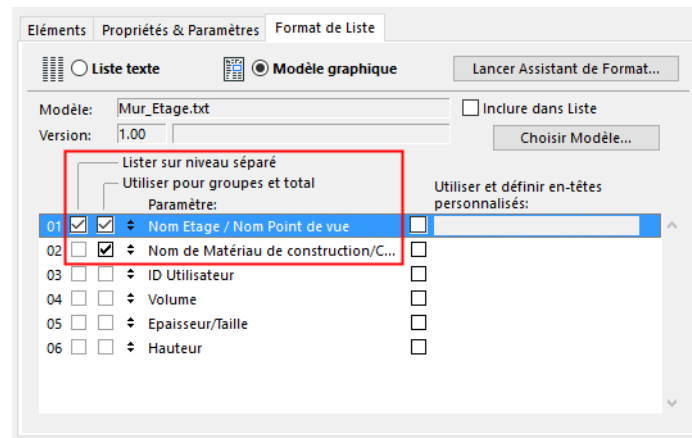 Eléments Propriétés & Paramètres Format de Liste
Liste texte Modèle graphique Lancer Assistant de Format...
Modèle: Mur_Etage.txt Inclure dans Liste
Version: 1.00 Choisir Modèle...
Lister sur niveau séparé
Utiliser pour groupes et total
Paramètre:
Utiliser et définir en-têtes
personnalisés:
01 Nom Etage / Nom Point de vue
02 Nom de Matériau de construction/C...
03 ID Utilisateur
04 Volume
05 Epaisseur/Taille
06 Hauteur